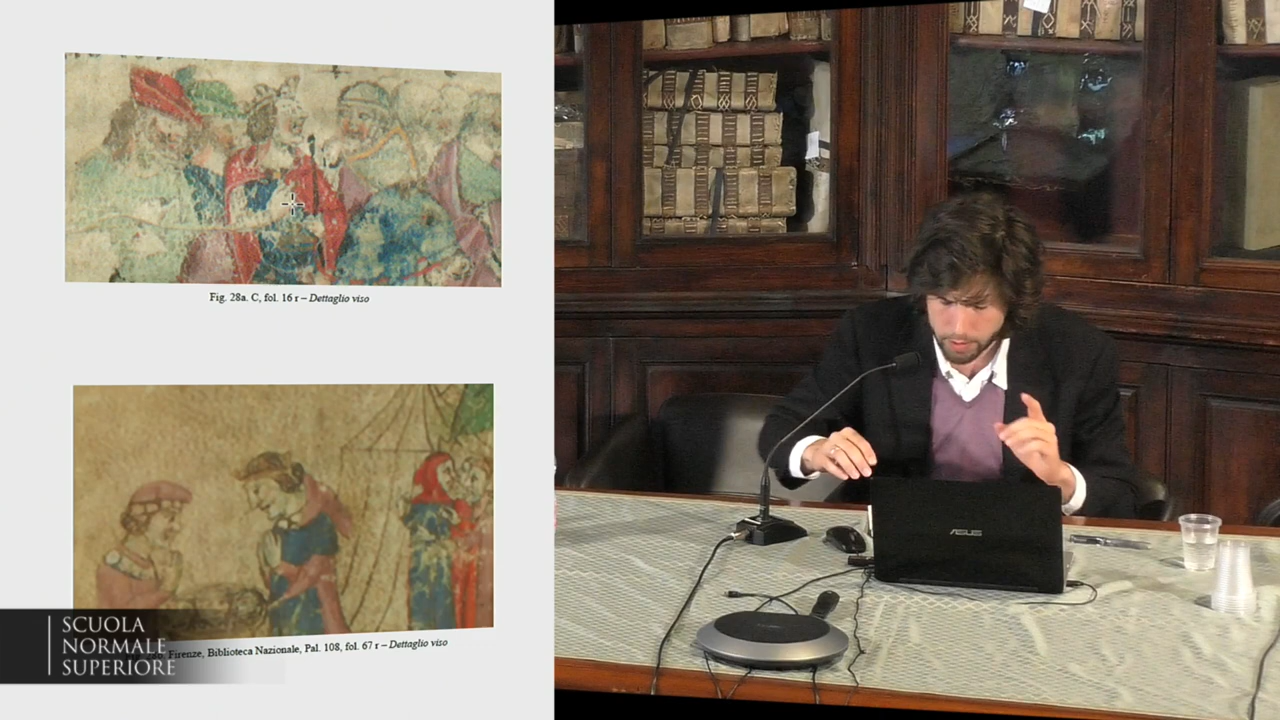 Fig. 28a. C, fol. 16 r – Dettaglio viso
Firenze, Biblioteca Nazionale, Pal. 108, fol. 67 r – Dettaglio viso
SCUOLA
NORMALE
SUPERIORE
ASUS